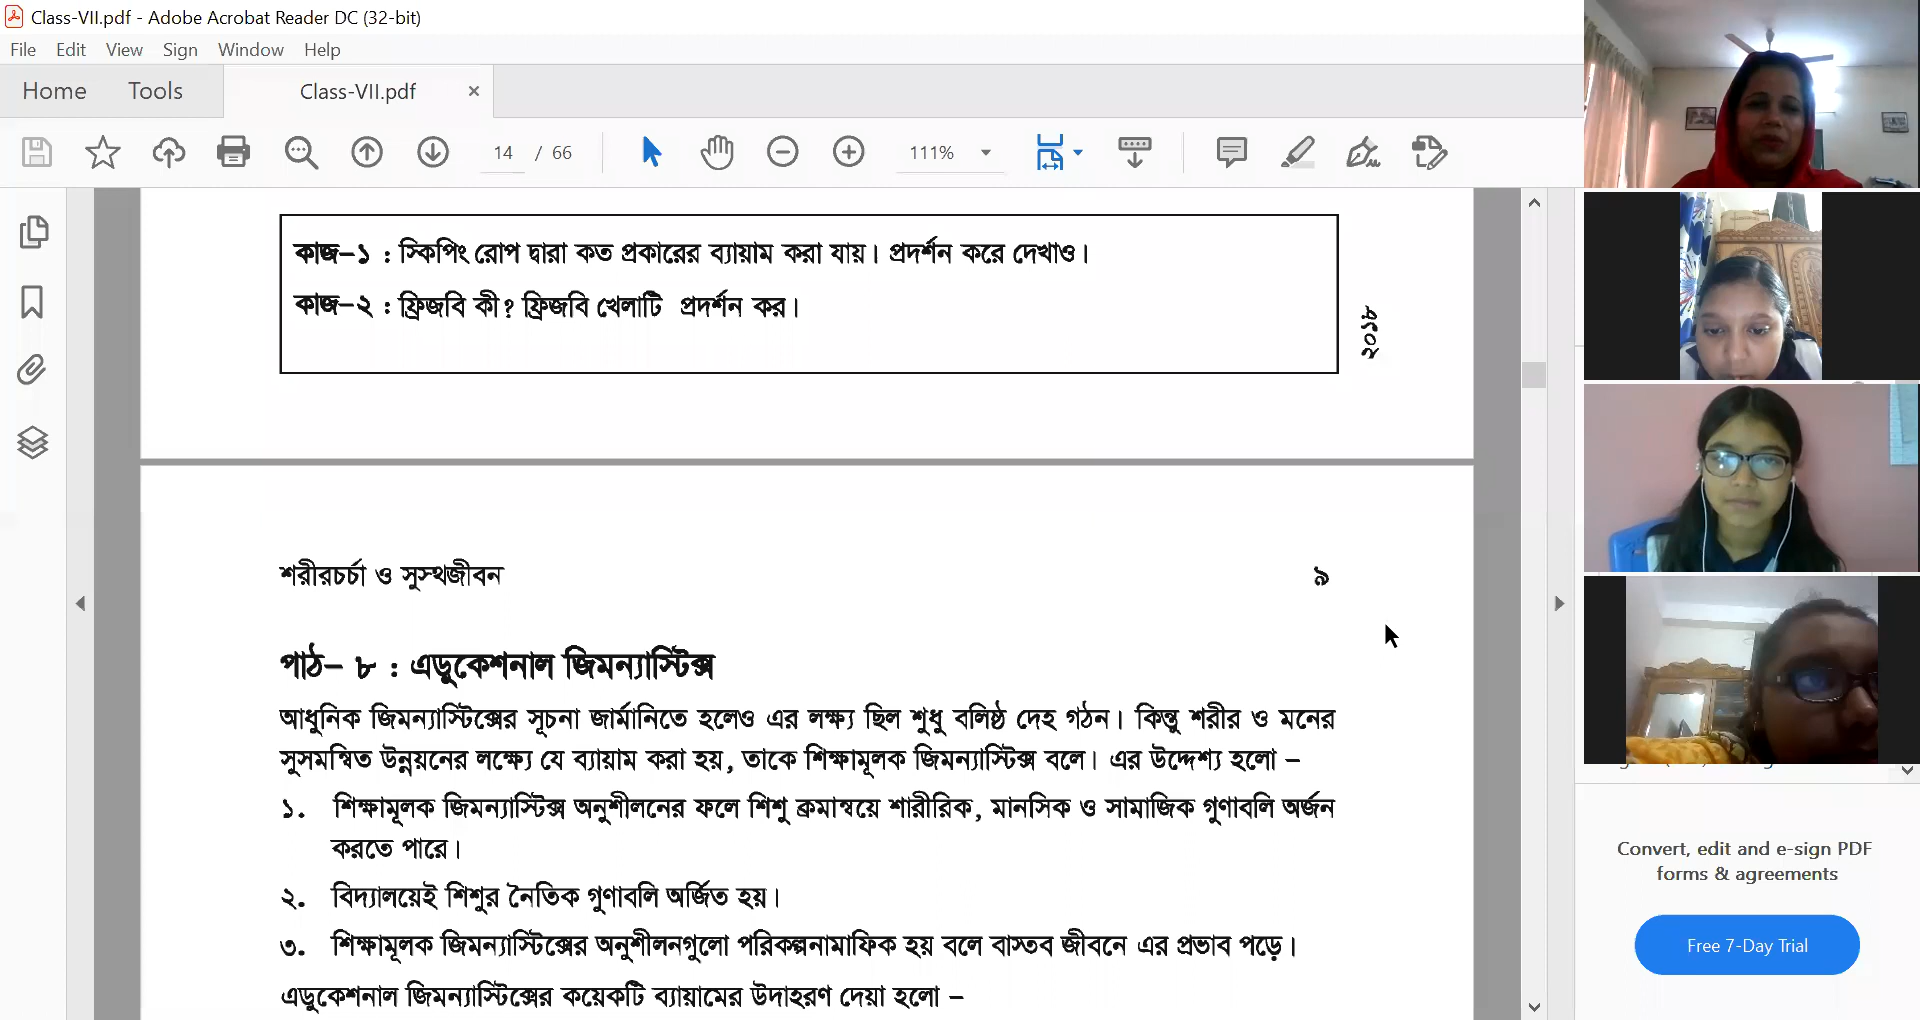 Class-VII.pdf - Adobe Acrobat Reader DC (32-bit)
File Edit View Sign Window Help
Home Tools Class-VII.pdf ×
14 / 66 111%
কাজ–১ : স্কিপিং রোপ দ্বারা কত প্রকারের ব্যায়াম করা যায়। প্রদর্শন করে দেখাও।
কাজ–২ : ফ্রিজবি কী? ফ্রিজবি খেলাটি প্রদর্শন কর।
২০১৮
শরীরচর্চা ও সুস্থজীবন ৯
পাঠ– ৮ : এডুকেশনাল জিমন্যাস্টিক্স
আধুনিক জিমন্যাস্টিক্সের সূচনা জার্মানিতে হলেও এর লক্ষ্য ছিল শুধু বলিষ্ঠ দেহ গঠন। কিন্তু শরীর ও মনের
সুসমন্বিত উন্নয়নের লক্ষ্যে যে ব্যায়াম করা হয়, তাকে শিক্ষামূলক জিমন্যাস্টিক্স বলে। এর উদ্দেশ্য হলো –
১. শিক্ষামূলক জিমন্যাস্টিক্স অনুশীলনের ফলে শিশু ক্রমান্বয়ে শারীরিক, মানসিক ও সামাজিক গুণাবলি অর্জন
করতে পারে।
২. বিদ্যালয়েই শিশুর নৈতিক গুণাবলি অর্জিত হয়।
৩. শিক্ষামূলক জিমন্যাস্টিক্সের অনুশীলনগুলো পরিকল্পনামাফিক হয় বলে বাস্তব জীবনে এর প্রভাব পড়ে।
এডুকেশনাল জিমন্যাস্টিক্সের কয়েকটি ব্যায়ামের উদাহরণ দেয়া হলো –
Convert, edit and e-sign PDF
forms & agreements
Free 7-Day Trial